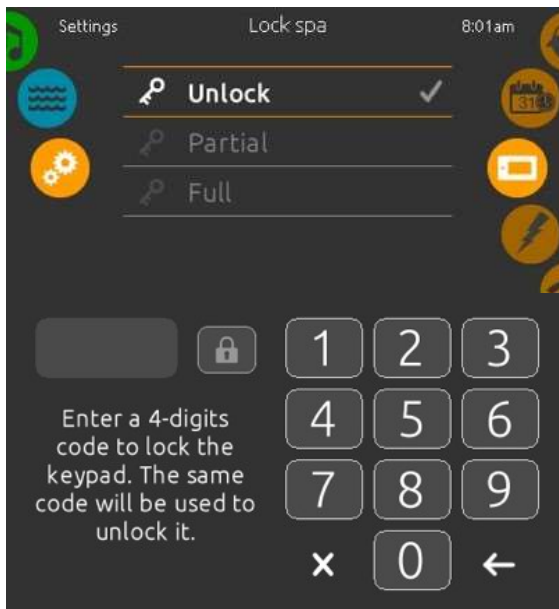 Settings Lock spa 8:01am
Unlock
Partial
Full
31
1 2 3
4 5 6
7 8 9
0
Enter a 4-digits
code to lock the
keypad. The same
code will be used to
unlock it.